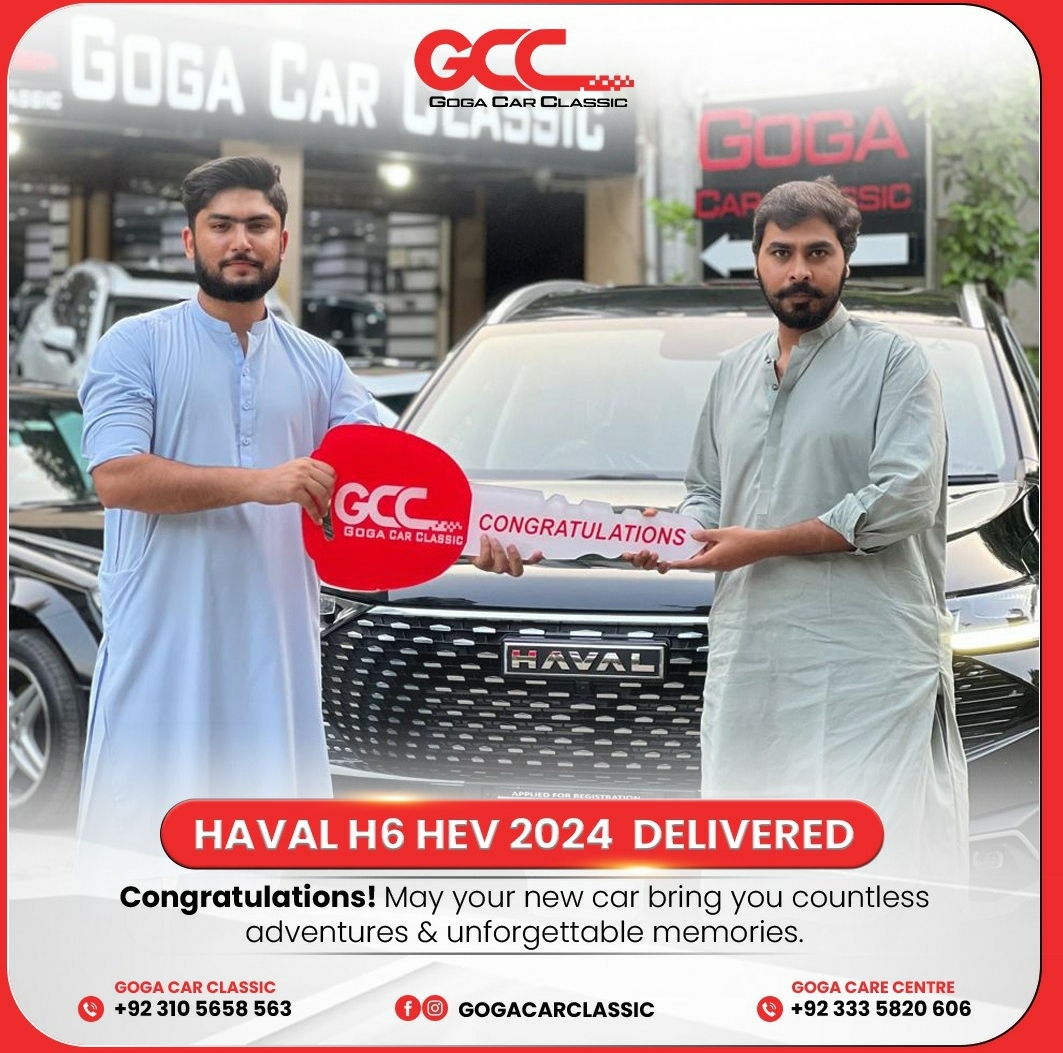 GCC
GOGA CAR CLASSIC
GOGA CAR CLASSIC
GOGA
CAR CLASSIC
GCC
GOGA CAR CLASSIC
CONGRATULATIONS
HAVAL
APPLIED FOR REGISTRATION
HAVAL H6 HEV 2024 DELIVERED
Congratulations! May your new car bring you countless
adventures & unforgettable memories.
GOGA CAR CLASSIC
+92 310 5658 563
GOGACARCLASSIC
GOGA CARE CENTRE
+92 333 5820 606